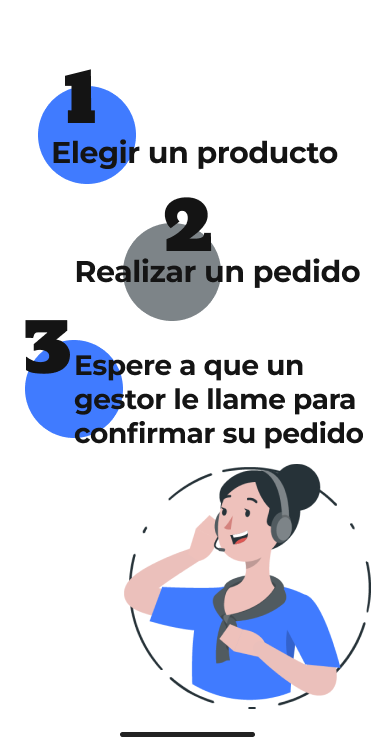 1
Elegir un producto
2
Realizar un pedido
3
Espere a que un
gestor le llame para
confirmar su pedido